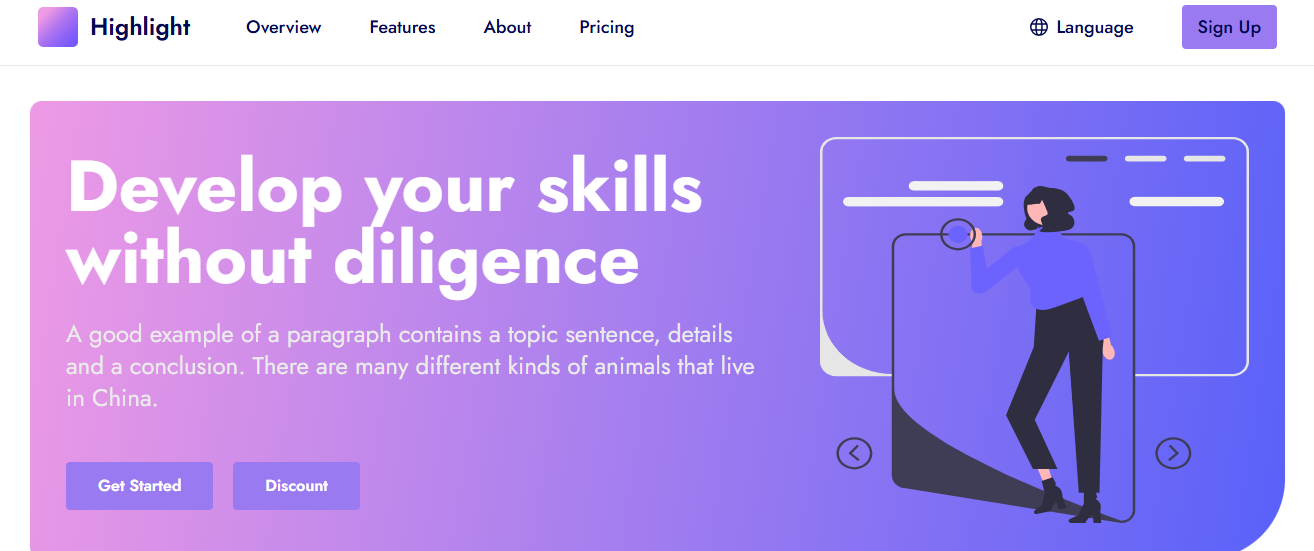 Highlight
Overview
Features
About
Pricing
Language
Sign Up
Develop your skills
without diligence
A good example of a paragraph contains a topic sentence, details
and a conclusion. There are many different kinds of animals that live
in China.
Get Started
Discount